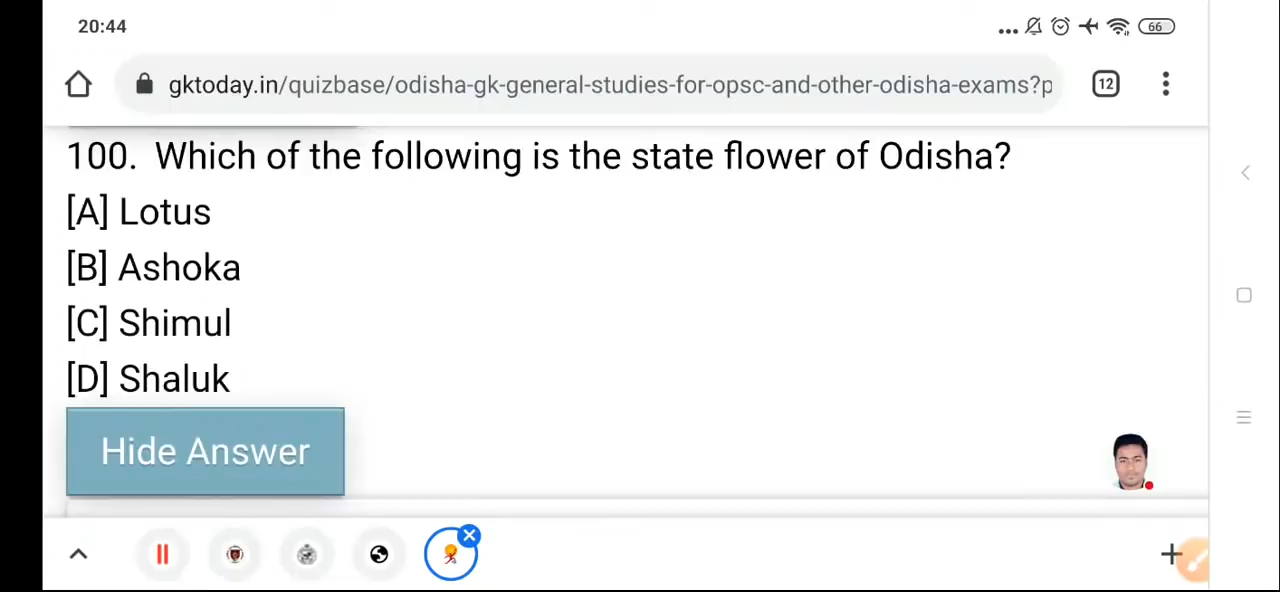 20:44
66
gktoday.in/quizbase/odisha-gk-general-studies-for-opsc-and-other-odisha-exams?p
12
100. Which of the following is the state flower of Odisha?
[A] Lotus
[B] Ashoka
[C] Shimul
[D] Shaluk
Hide Answer